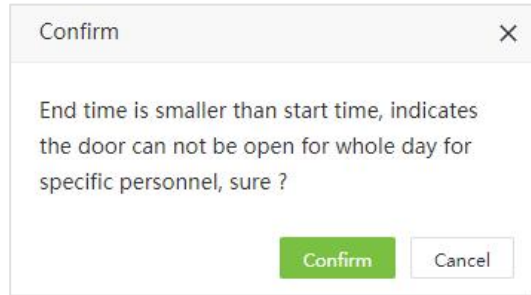 Confirm
End time is smaller than start time, indicates
the door can not be open for whole day for
specific personnel, sure ?
Confirm
Cancel